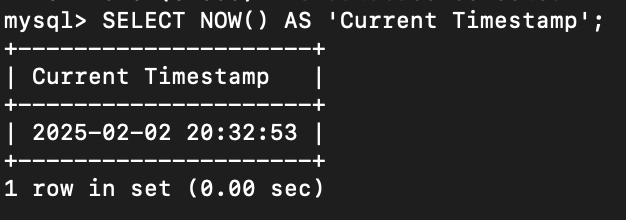 mysql> SELECT NOW() AS 'Current Timestamp';
+---------------------+
| Current Timestamp   |
+---------------------+
| 2025-02-02 20:32:53 |
+---------------------+
1 row in set (0.00 sec)